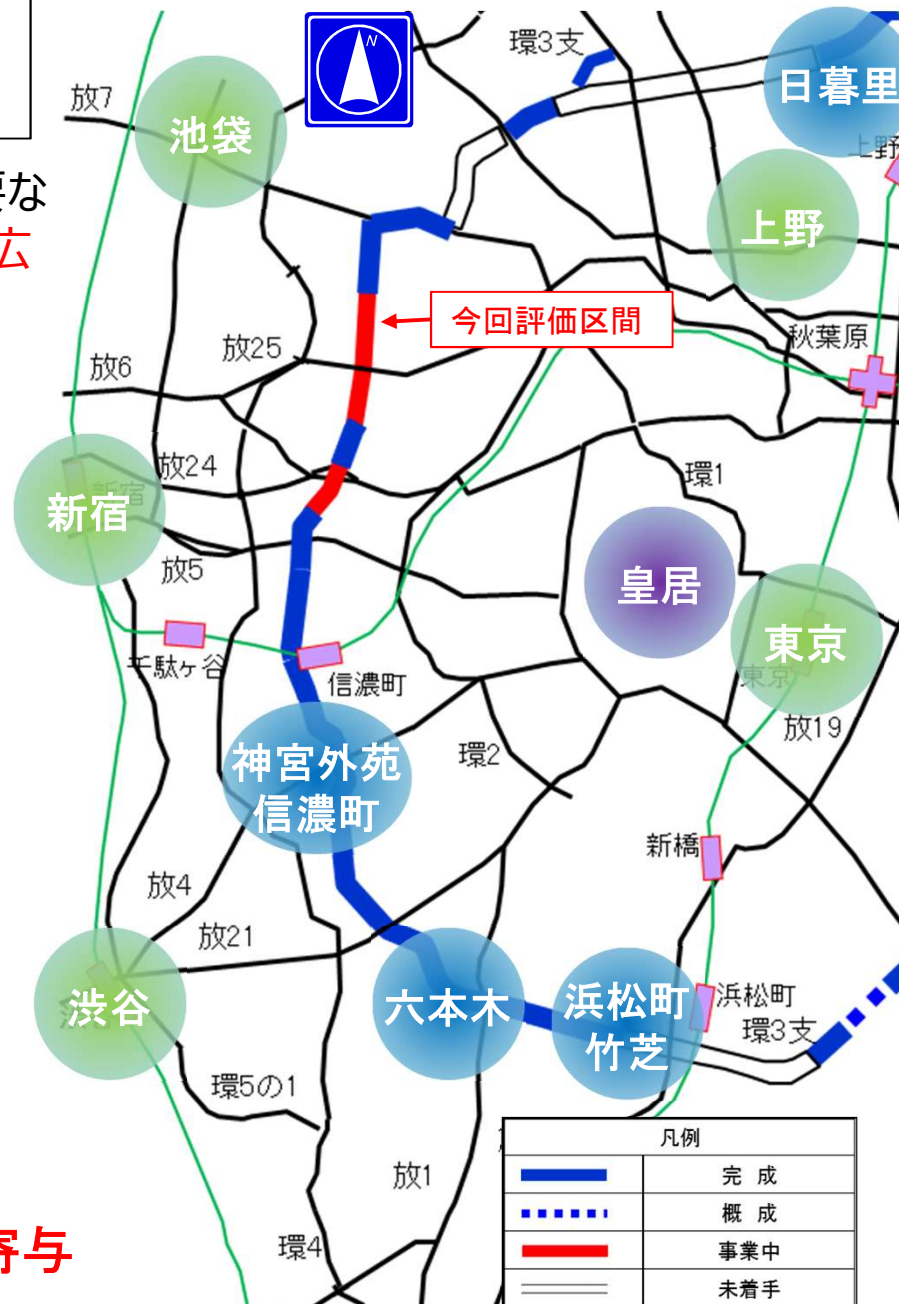 環3支
日暮里
放7
N
池袋
上野
要な
上野
広
今回評価区間
秋葉原
放25
放6
放24
環1
新宿
新宿
放5
皇居
東京
千駄ヶ谷
東京
信濃町
放19
環2
神宮外苑
信濃町
新橋
放4
放21
六本木
浜松町
竹芝
浜松町
渋谷
環3支
環5の1
凡例
完成
放1
概成
寄与
環4
事業中
未着手